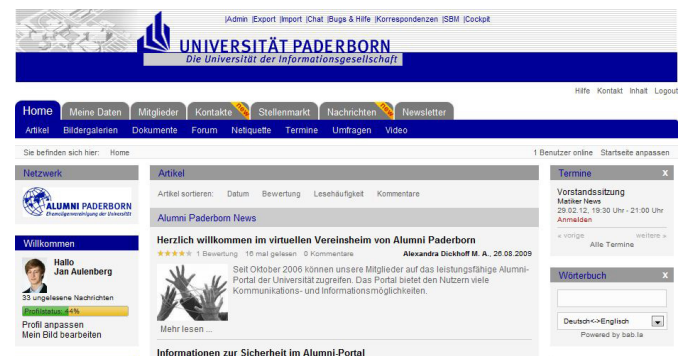 |Admin |Export |Import |Chat |Bugs & Hilfe |Korrespondenzen |SBM |Cockpit
UNIVERSITÄT PADERBORN
Die Universität der Informationsgesellschaft
Hilfe Kontakt Inhalt Logout
Home Meine Daten Mitglieder Kontakte new Stellenmarkt Nachrichten new Newsletter
Artikel Bildergalerien Dokumente Forum Netiquette Termine Umfragen Video
Sie befinden sich hier: Home
1 Benutzer online Startseite anpassen
Netzwerk
ALUMNI PADERBORN
Ehemaligenvereinigung der Universität
Willkommen
Hallo
Jan Aulenberg
33 ungelesene Nachrichten
Profilstatus: 44%
Profil anpassen
Mein Bild bearbeiten
Artikel
Artikel sortieren: Datum Bewertung Lesehäufigkeit Kommentare
Alumni Paderborn News
Herzlich willkommen im virtuellen Vereinsheim von Alumni Paderborn
1 Bewertung 16 mal gelesen 0 Kommentare Alexandra Dickhoff M. A., 26.08.2009
Seit Oktober 2006 können unsere Mitglieder auf das leistungsfähige Alumni-
Portal der Universität zugreifen. Das Portal bietet den Nutzern viele
Kommunikations- und Informationsmöglichkeiten.
Mehr lesen ...
Informationen zur Sicherheit im Alumni-Portal
Termine X
Vorstandssitzung
Matiker News
29.02.12, 19:30 Uhr - 21:00 Uhr
Anmelden
« vorige weitere »
Alle Termine
Wörterbuch X
Deutsch<->Englisch
Powered by bab.la